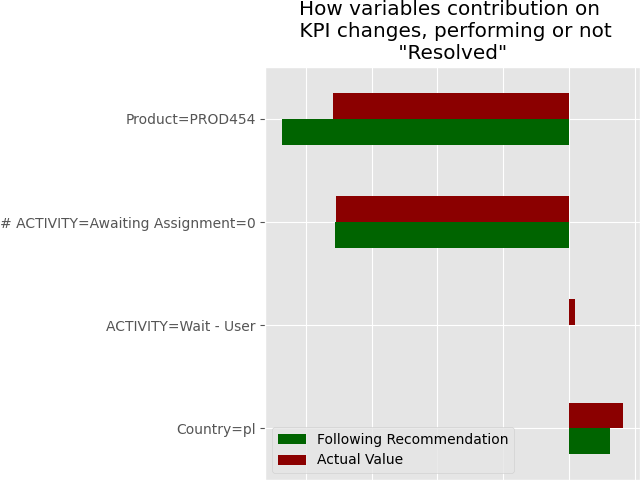 How variables contribution on
KPI changes, performing or not
"Resolved"
Product=PROD454
# ACTIVITY=Awaiting Assignment=0
ACTIVITY=Wait - User
Country=pl
Following Recommendation
Actual Value